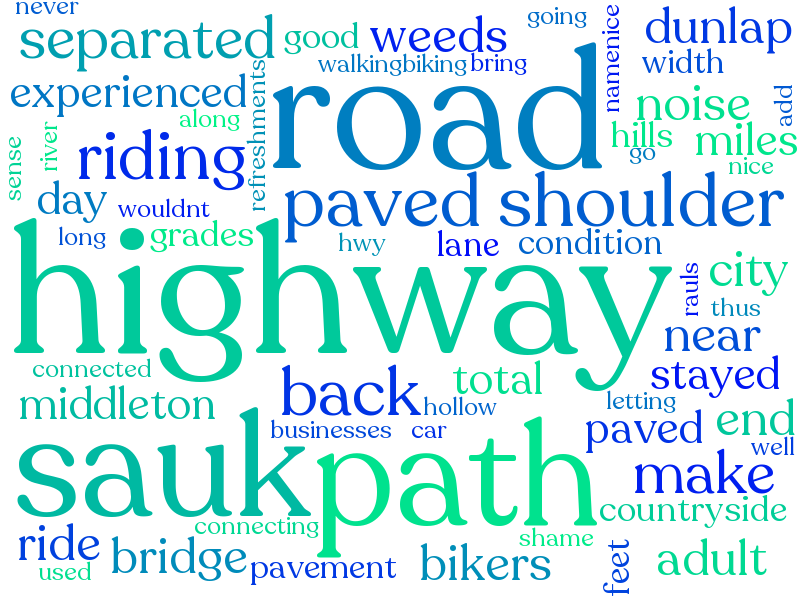 never
going
separated
good
weeds
dunlap
walkingbiking
bring
width
namenice
experienced
refreshments
road
noise
add
along
hills
miles
sense
river
riding
go
nice
day
wouldnt
paved shoulder
long
grades
hwy
lane
condition
highway
city
rauls
thus
near
connected
total
stayed
middleton
back
hollow
letting
end
businesses
car
paved
well
sauk
path
make
countryside
connecting
ride
bridge
shame
used
pavement
bikers
feet
adult